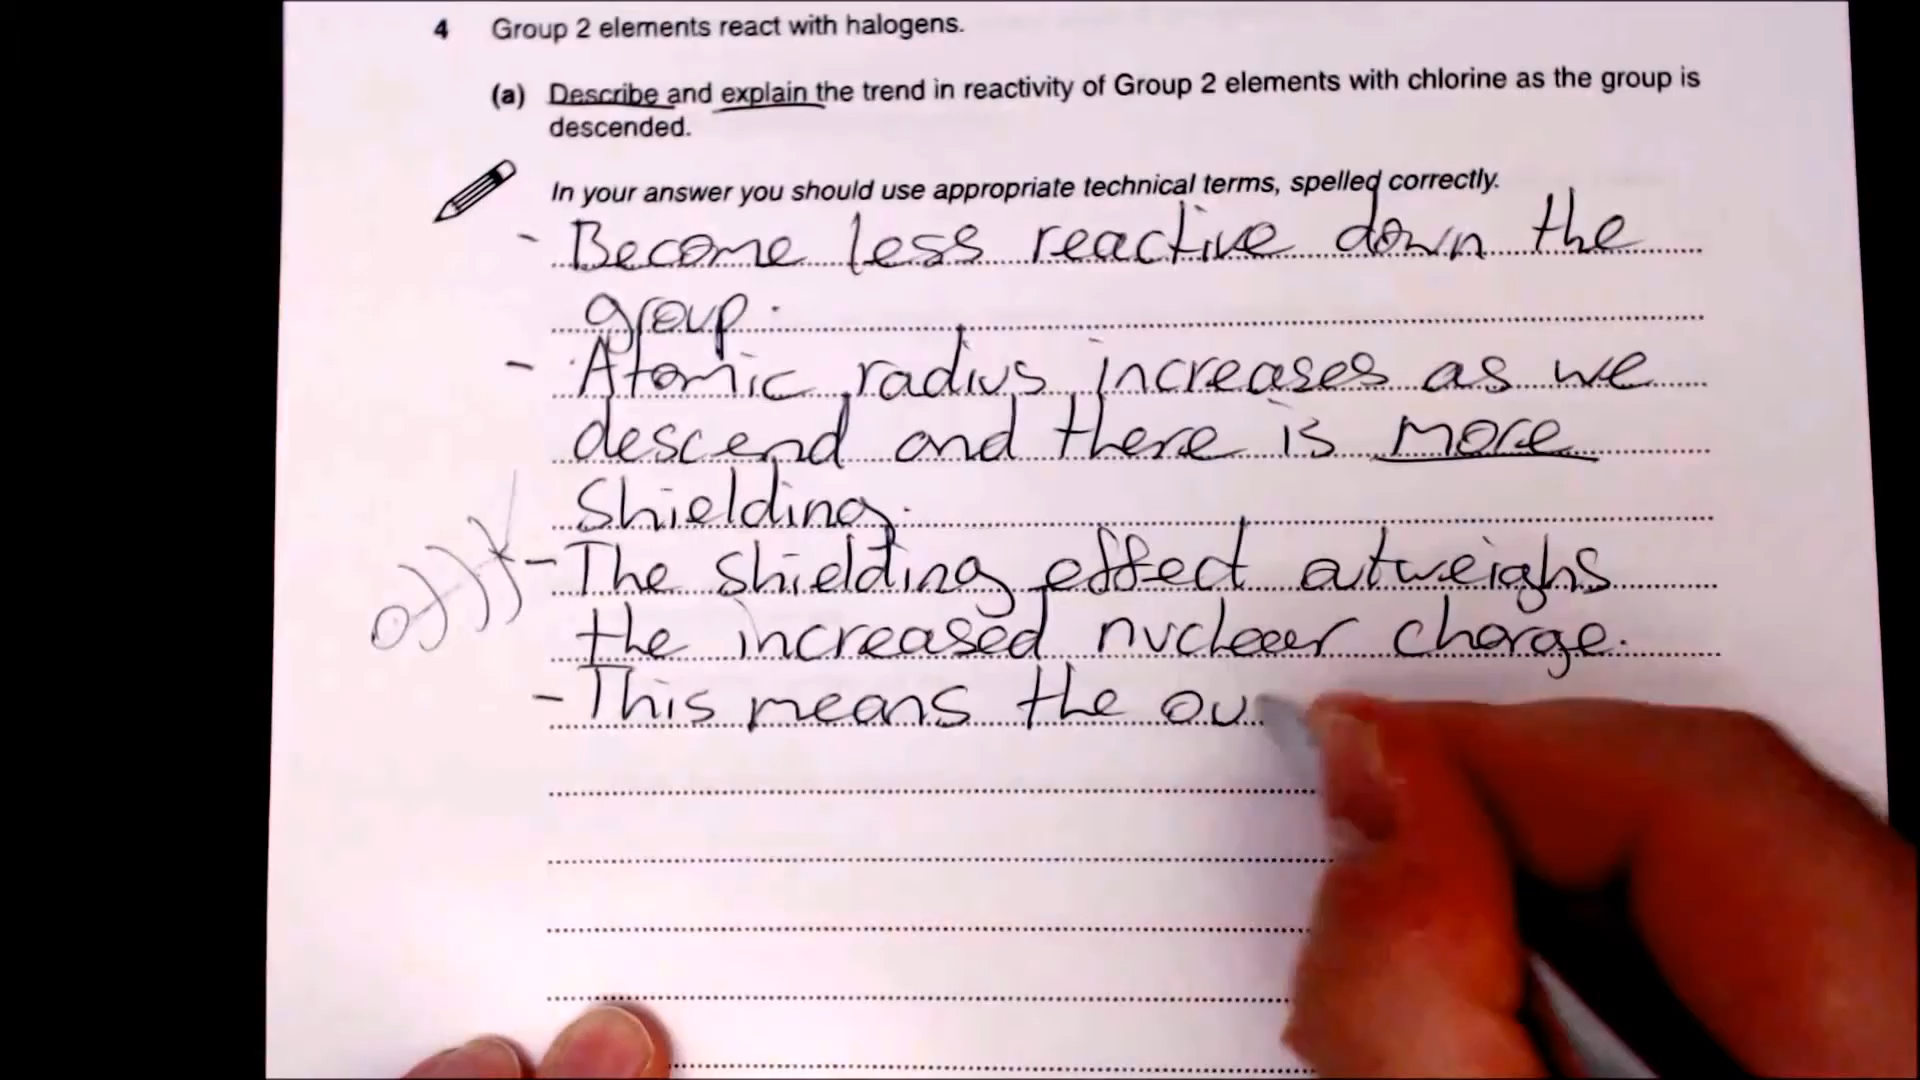 4 Group 2 elements react with halogens.
(a) Describe and explain the trend in reactivity of Group 2 elements with chlorine as the group is
descended.
In your answer you should use appropriate technical terms, spelled correctly.
- Become less reactive down the
group.
- Atomic radius increases as we
descend and there is more
Shielding.
- The shielding effect outweighs
the increased nuclear charge.
- This means the ou